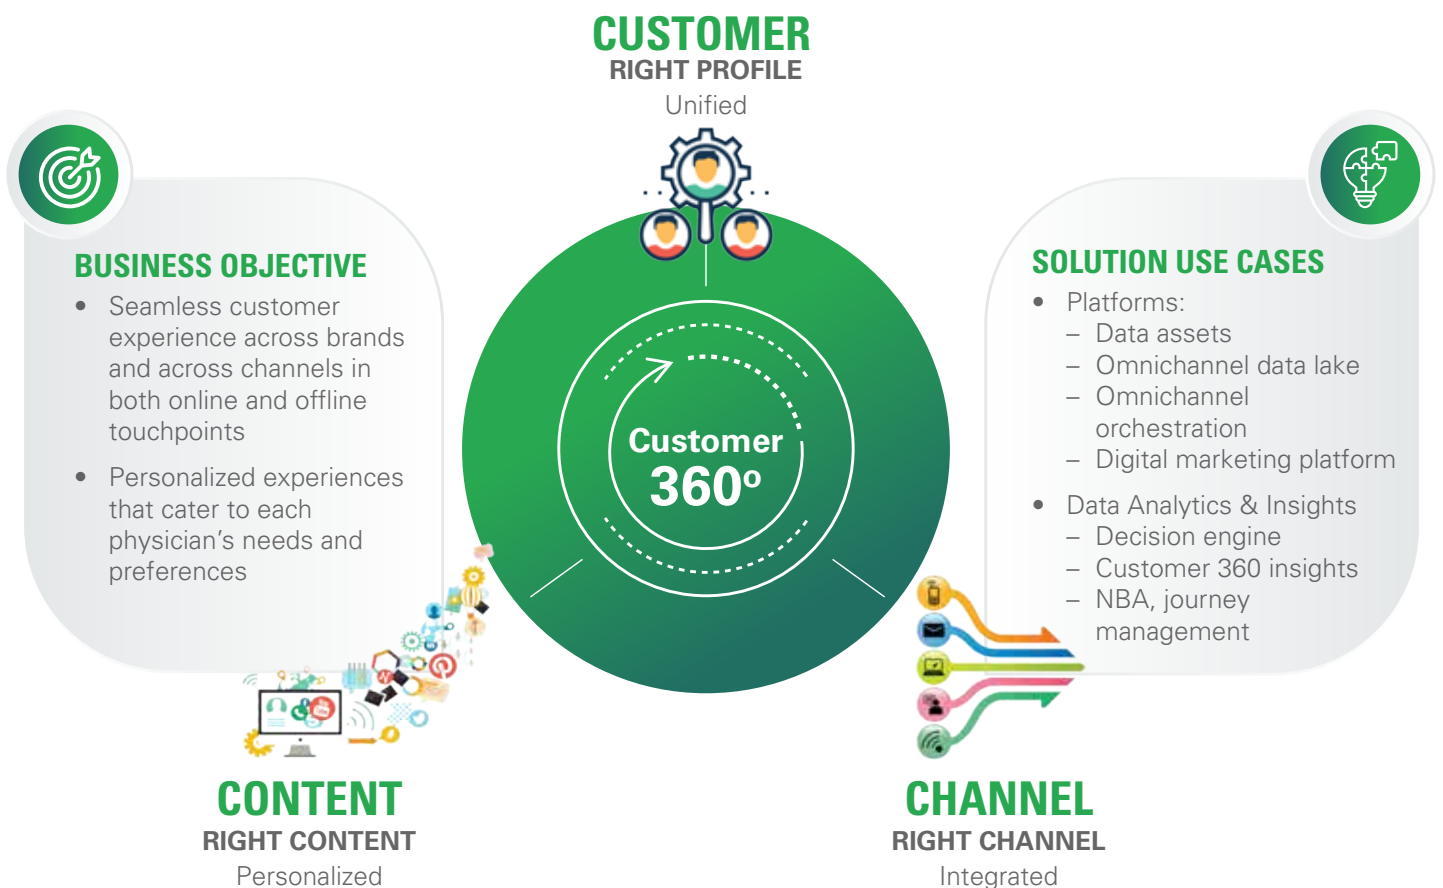 CUSTOMER
RIGHT PROFILE
Unified
BUSINESS OBJECTIVE
• Seamless customer
experience across brands
and across channels in
both online and offline
touchpoints
• Personalized experiences
that cater to each
physician's needs and
preferences
Customer
360º
SOLUTION USE CASES
• Platforms:
– Data assets
– Omnichannel data lake
– Omnichannel
orchestration
– Digital marketing platform
• Data Analytics & Insights
– Decision engine
– Customer 360 insights
– NBA, journey
management
CONTENT
RIGHT CONTENT
Personalized
CHANNEL
RIGHT CHANNEL
Integrated